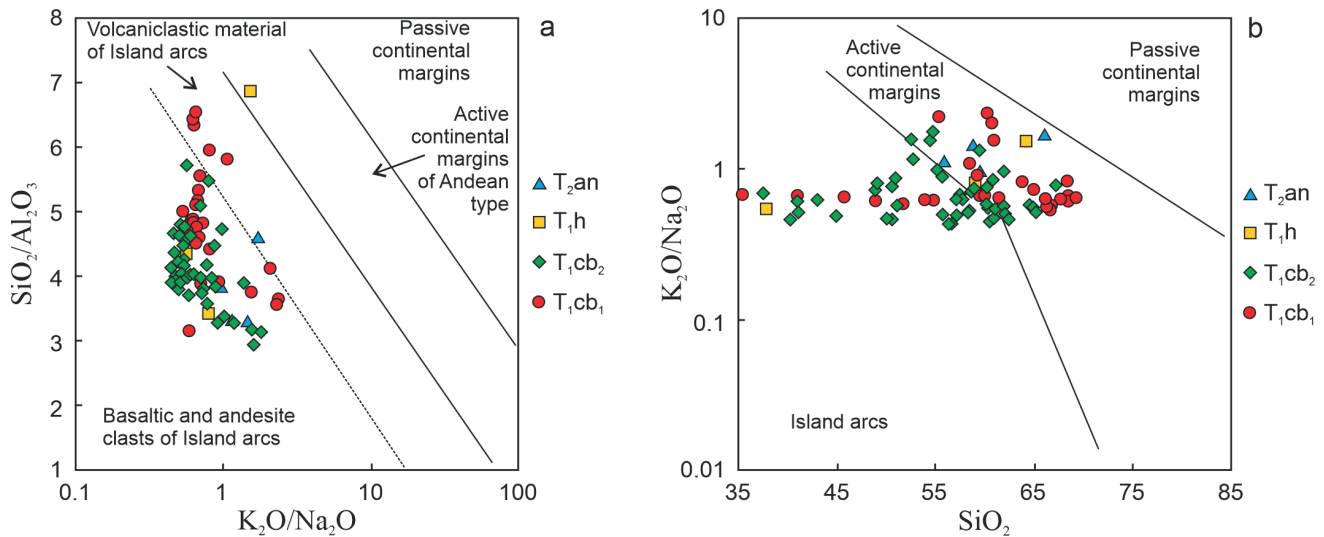 a
Volcaniclastic material
of Island arcs
Passive
continental
margins
Active
continental
margins
of Andean
type
Basaltic and andesite
clasts of Island arcs
8
7
6
5
4
3
2
1
SiO₂/Al₂O₃
0.1
1
10
100
K₂O/Na₂O
T₂an
T₁h
T₁cb₂
T₁cb₁
b
Active
continental
margins
Passive
continental
margins
Island arcs
10
1
0.1
0.01
K₂O/Na₂O
35
45
55
65
75
85
SiO₂
T₂an
T₁h
T₁cb₂
T₁cb₁